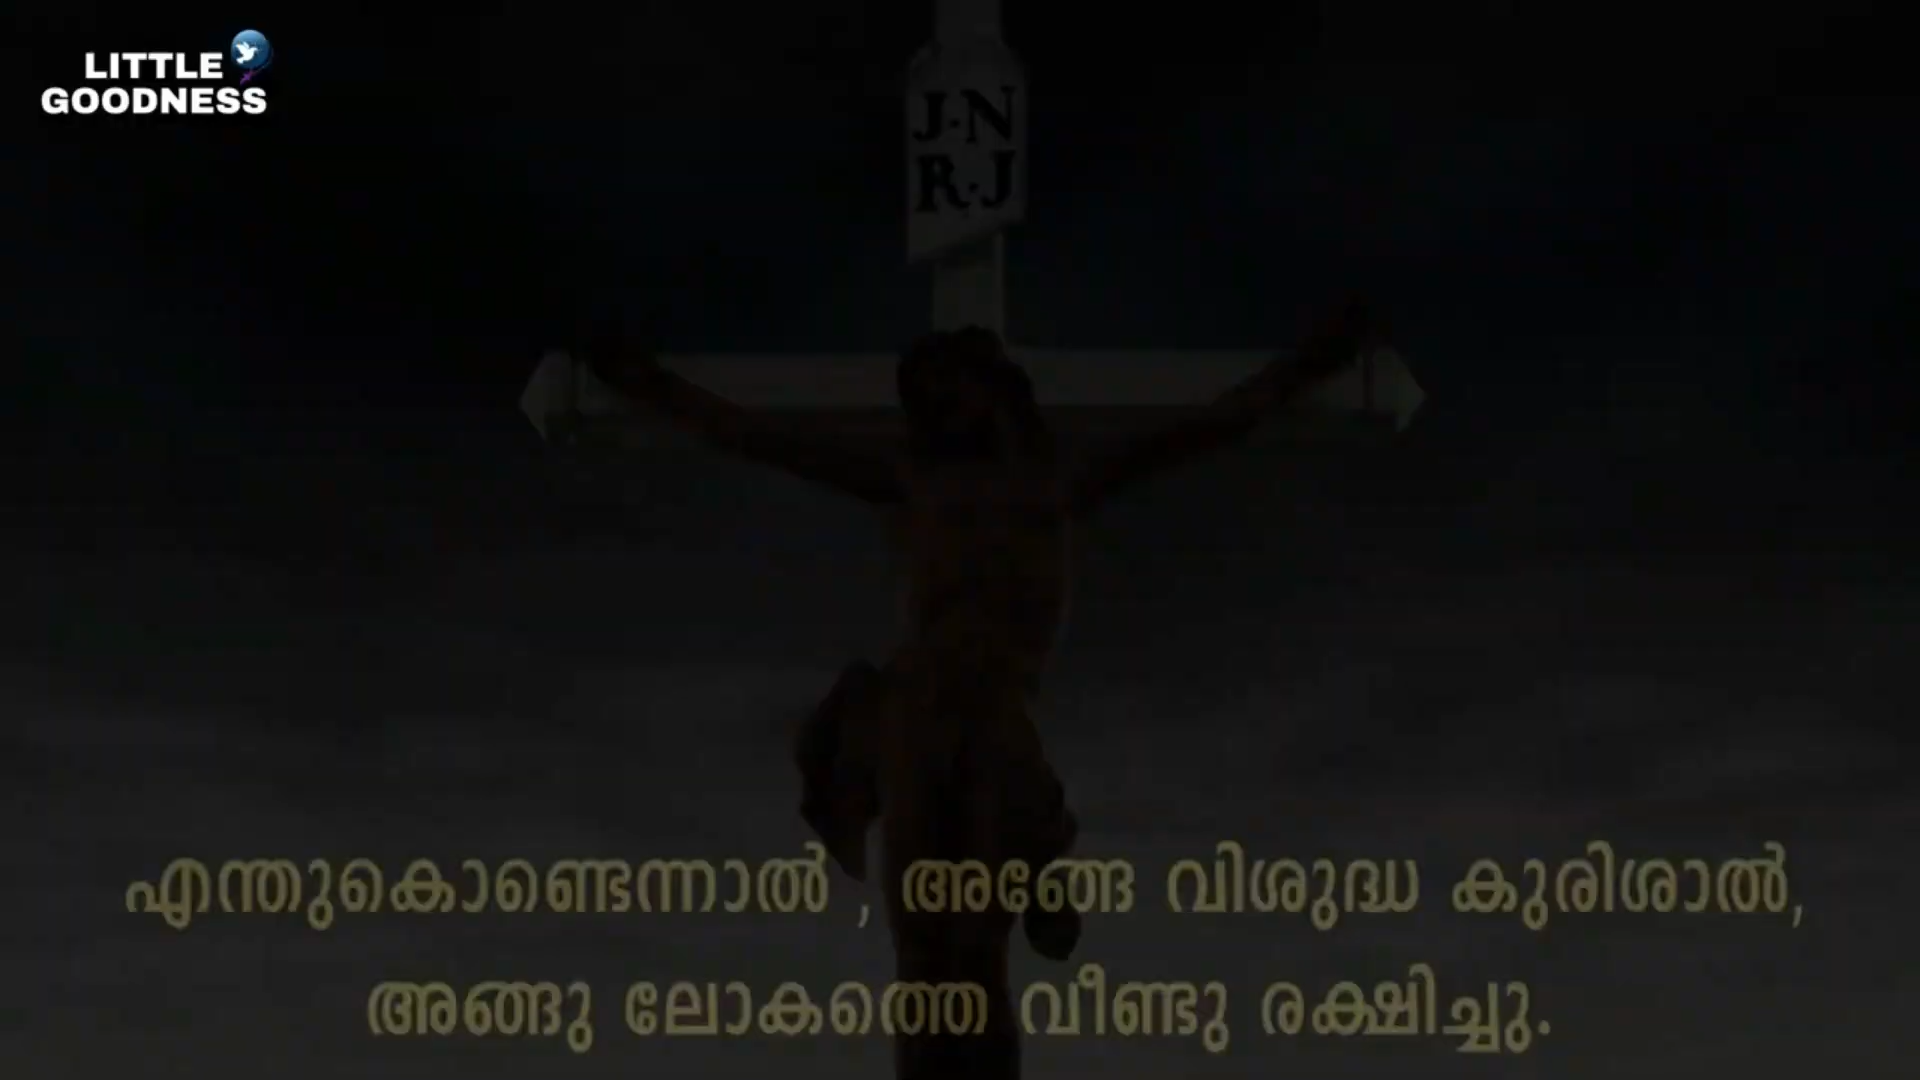 LITTLE
GOODNESS
J·N
R·J
എന്തുകൊണ്ടെന്നാൽ , അങ്ങേ വിശുദ്ധ കുരിശാൽ,
അങ്ങു ലോകത്തെ വീണ്ടു രക്ഷിച്ചു.